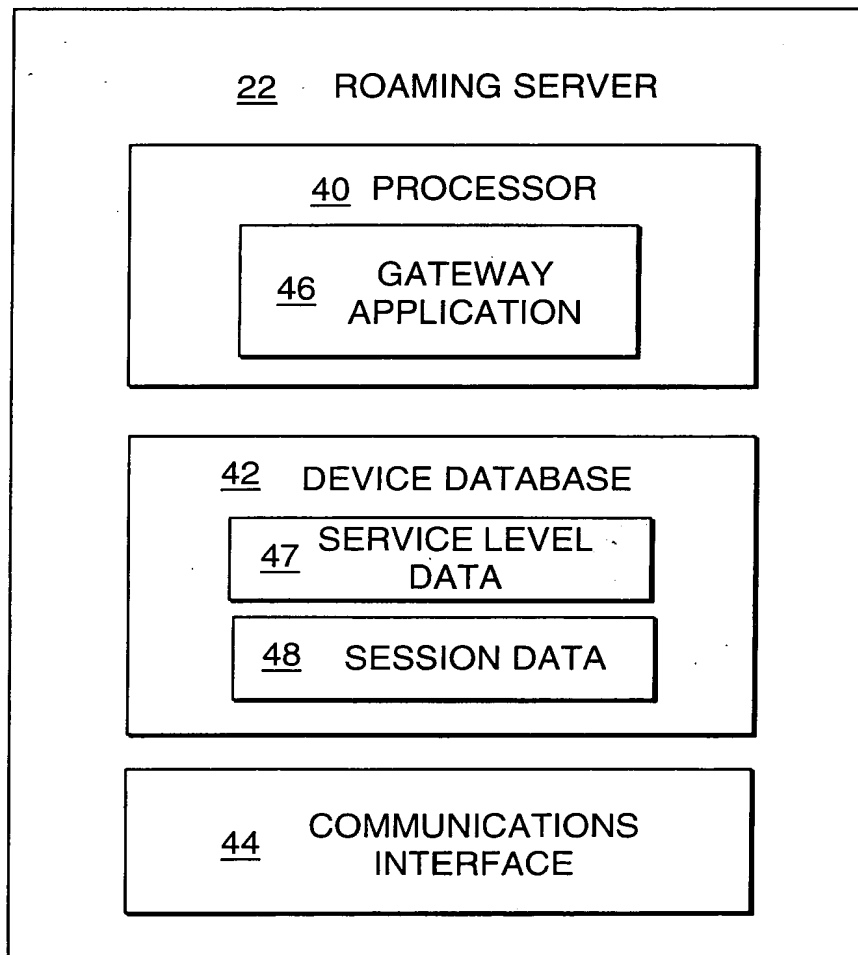 22 ROAMING SERVER
40 PROCESSOR
46 GATEWAY
APPLICATION
42 DEVICE DATABASE
47 SERVICE LEVEL
DATA
48 SESSION DATA
44 COMMUNICATIONS
INTERFACE